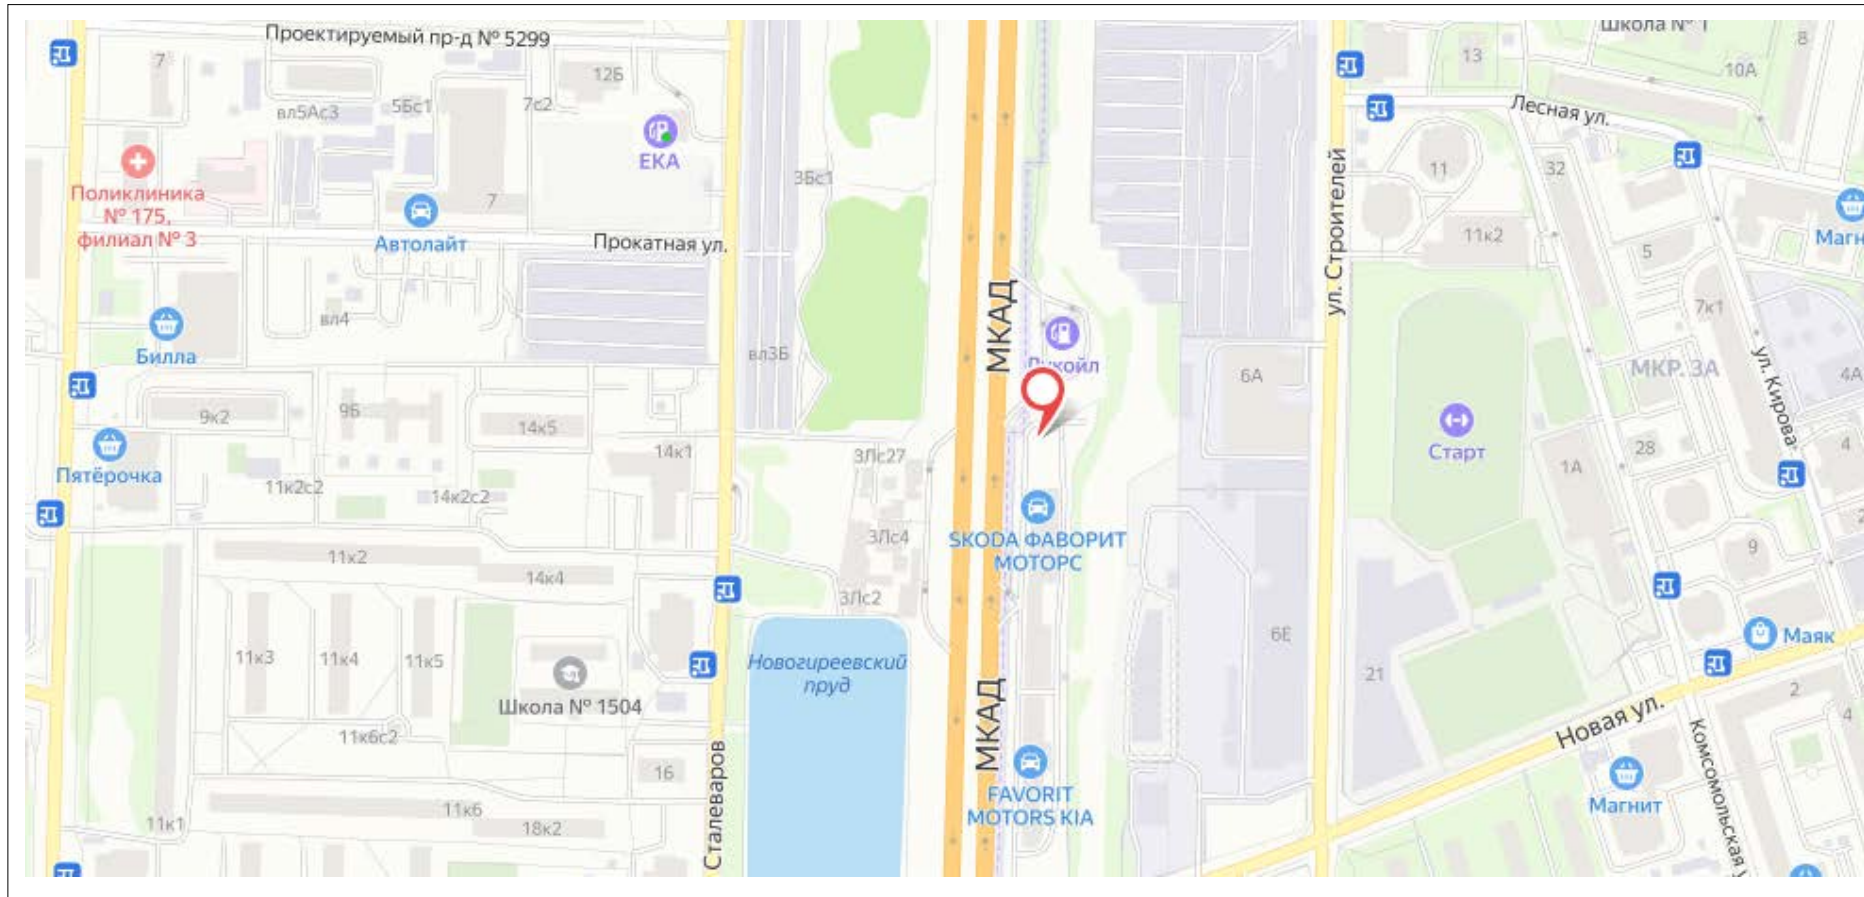 Проектируемый пр-д № 5299
Школа № 1
7
12Б
13
8
10А
вл5Ас3
5Бс1
7с2
Лесная ул.
ЕКА
Поликлиника
№ 175,
филиал № 3
7
3Бс1
11
32
Автолайт
Прокатная ул.
ул. Строителей
11к2
5
Магн
МКАД
7к1
вл4
Билла
вл3Б
Лукойл
6А
МКР. 3А
ул. Кирова
4А
9к2
9Б
14к5
14к1
3Лс27
Старт
1А
28
4
Пятёрочка
11к2с2
14к2с2
SKODA ФАВОРИТ
МОТОРС
3Лс4
11к2
14к4
3Лс2
9
2
11к3
11к4
11к5
Новогиреевский
пруд
6Е
21
Маяк
Школа № 1504
МКАД
Новая ул.
2
4
11к6с2
16
Сталеваров
FAVORIT
MOTORS KIA
Магнит
Комсомольская у
11к1
11к6
18к2